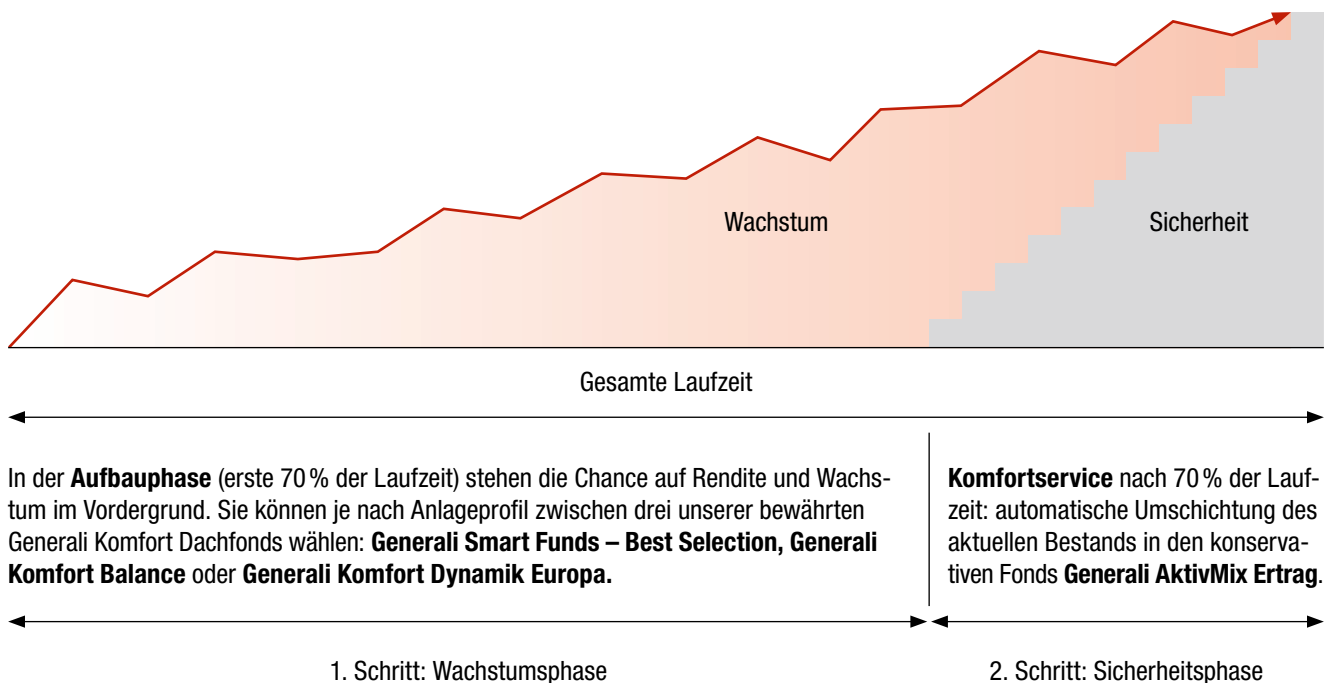 Wachstum
Sicherheit
Gesamte Laufzeit
In der Aufbauphase (erste 70 % der Laufzeit) stehen die Chance auf Rendite und Wachs-
tum im Vordergrund. Sie können je nach Anlageprofil zwischen drei unserer bewährten
Generali Komfort Dachfonds wählen: Generali Smart Funds – Best Selection, Generali
Komfort Balance oder Generali Komfort Dynamik Europa.
Komfortservice nach 70 % der Lauf-
zeit: automatische Umschichtung des
aktuellen Bestands in den konserva-
tiven Fonds Generali AktivMix Ertrag.
1. Schritt: Wachstumsphase
2. Schritt: Sicherheitsphase